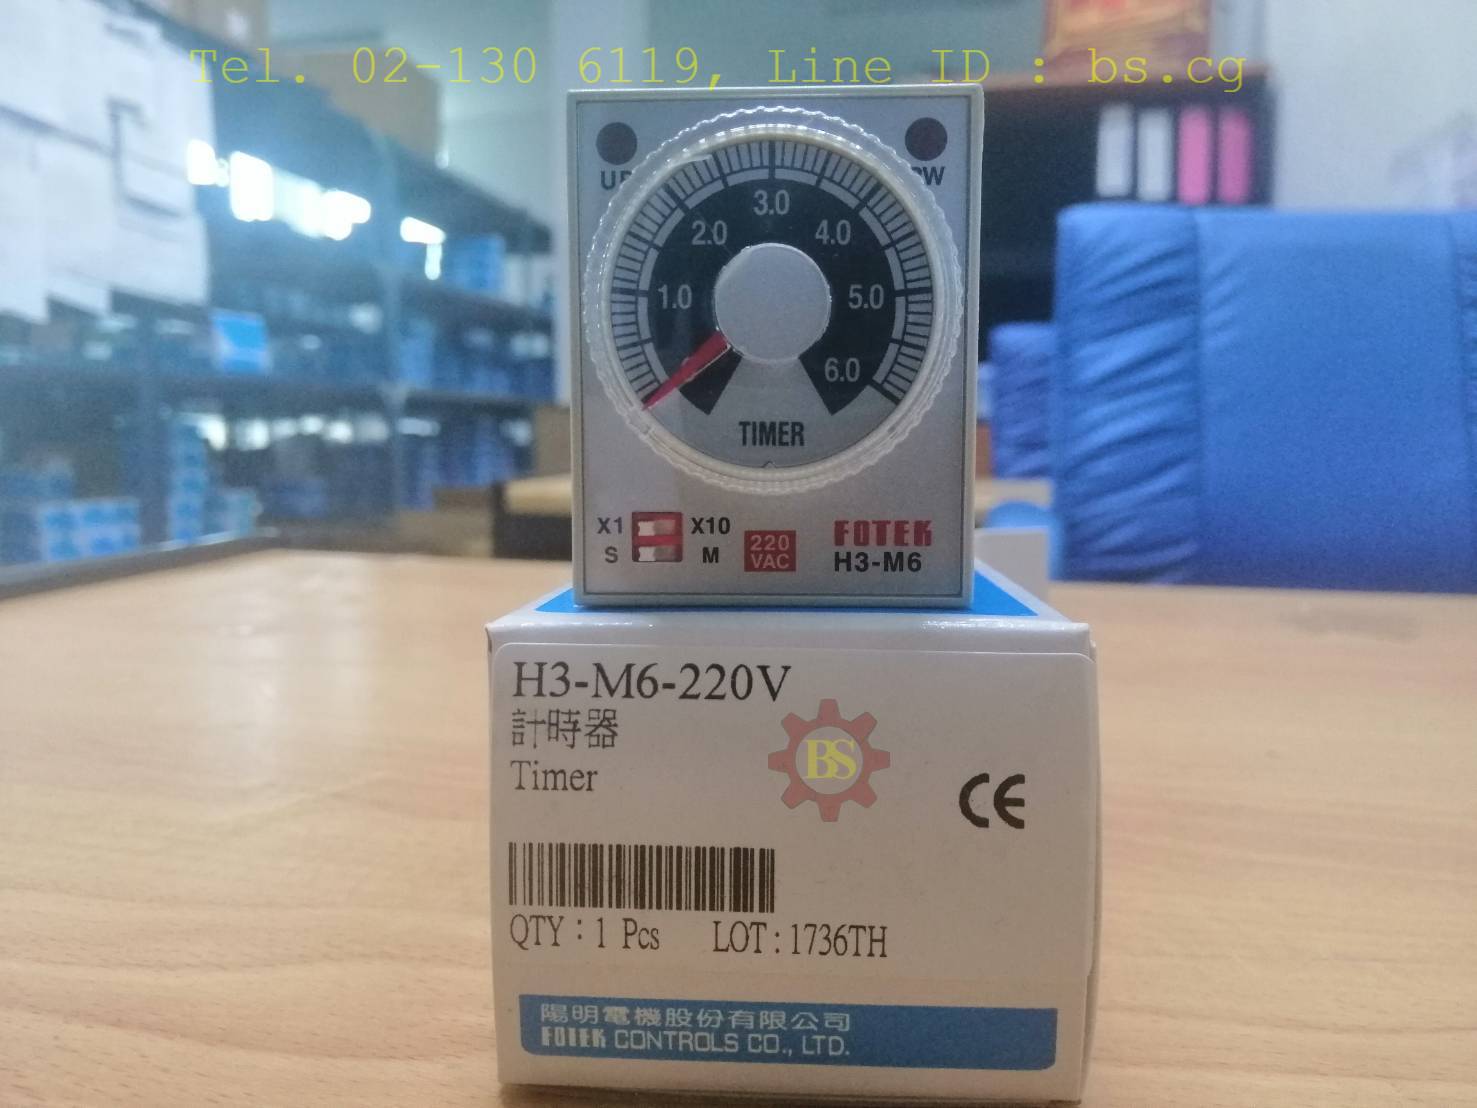 Tel. 02-130 6119, Line ID : bs.cg
UP
3.0
2.0 4.0
1.0 5.0
6.0
TIMER
X1 X10
S M
220
VAC
FOTEK
H3-M6
H3-M6-220V
計時器
BS
Timer
CE
QTY : 1 Pcs LOT : 1736TH
陽明電機股份有限公司
FOTEK CONTROLS CO., LTD.